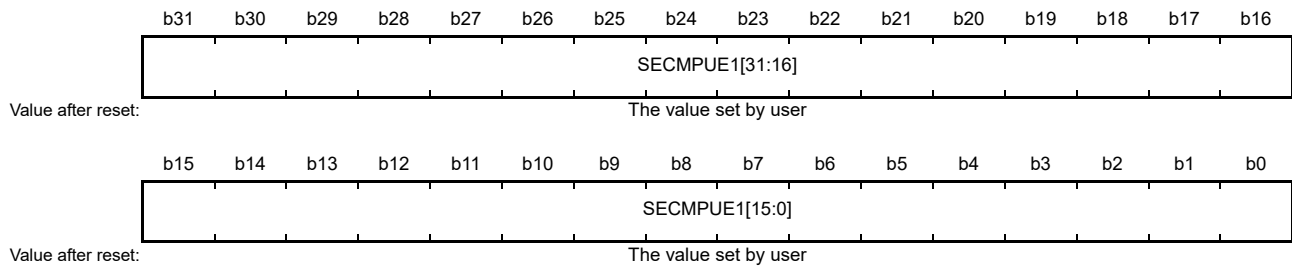 b31 b30 b29 b28 b27 b26 b25 b24 b23 b22 b21 b20 b19 b18 b17 b16
SECMPUE1[31:16]
Value after reset: The value set by user
b15 b14 b13 b12 b11 b10 b9 b8 b7 b6 b5 b4 b3 b2 b1 b0
SECMPUE1[15:0]
Value after reset: The value set by user